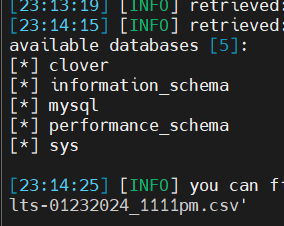 [23:13:19] [INFO] retrieved:
[23:14:15] [INFO] retrieved:
available databases [5]:
[*] clover
[*] information_schema
[*] mysql
[*] performance_schema
[*] sys
[23:14:25] [INFO] you can
lts-01232024_1111pm.csv'